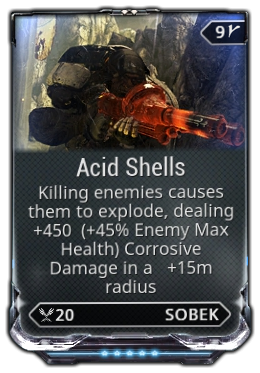 9
Acid Shells
Killing enemies causes
them to explode, dealing
+450 (+45% Enemy Max
Health) Corrosive
Damage in a +15m
radius
20 SOBEK